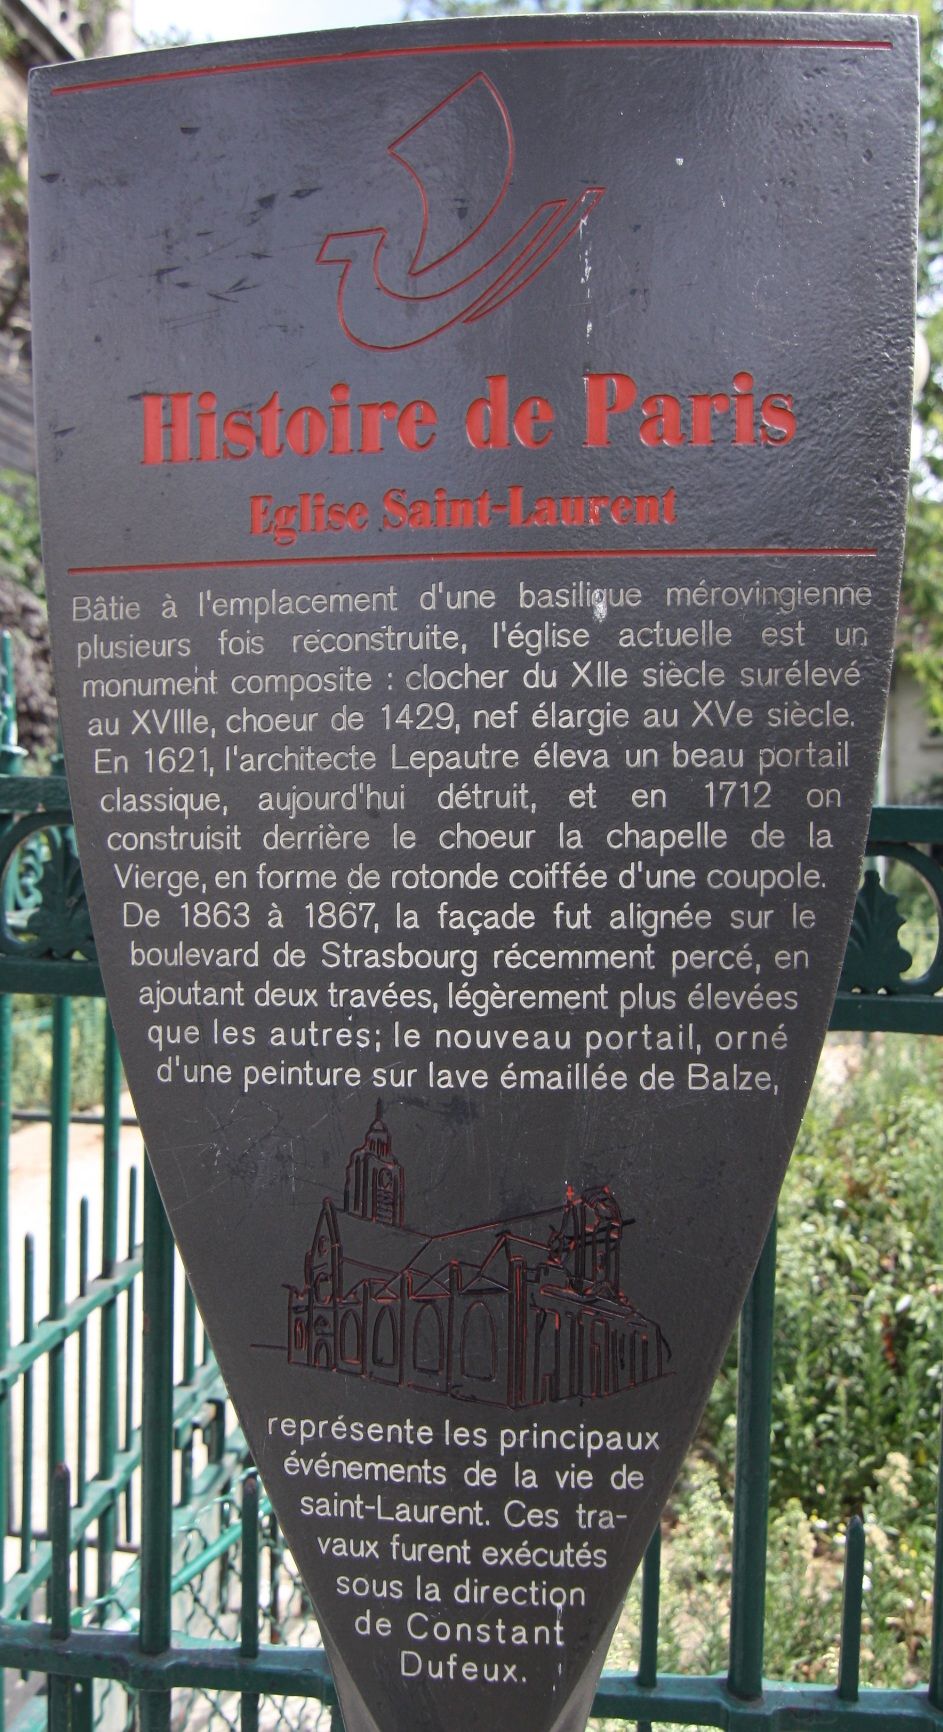 Histoire de Paris
Eglise Saint-Laurent
Bâtie à l'emplacement d'une basilique mérovingienne
plusieurs fois reconstruite, l'église actuelle est un
monument composite : clocher du XIIe siècle surélevé
au XVIIIe, choeur de 1429, nef élargie au XVe siècle.
En 1621, l'architecte Lepautre éleva un beau portail
classique, aujourd'hui détruit, et en 1712 on
construisit derrière le choeur la chapelle de la
Vierge, en forme de rotonde coiffée d'une coupole.
De 1863 à 1867, la façade fut alignée sur le
boulevard de Strasbourg récemment percé, en
ajoutant deux travées, légèrement plus élevées
que les autres; le nouveau portail, orné
d'une peinture sur lave émaillée de Balze,
représente les principaux
événements de la vie de
saint-Laurent. Ces tra-
vaux furent exécutés
sous la direction
de Constant
Dufeux.